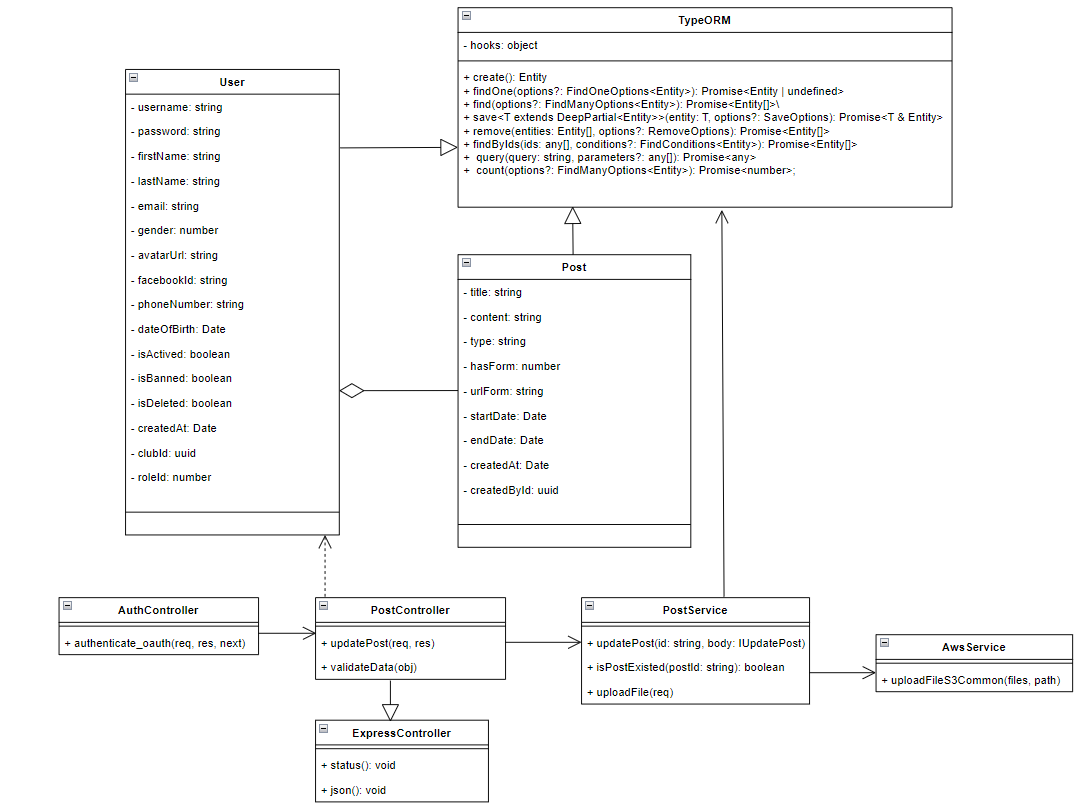 TypeORM
- hooks: object
+ create(): Entity
+ findOne(options?: FindOneOptions<Entity>): Promise<Entity | undefined>
+ find(options?: FindManyOptions<Entity>): Promise<Entity[]>\
+ save<T extends DeepPartial<Entity>>(entity: T, options?: SaveOptions): Promise<T & Entity>
+ remove(entities: Entity[], options?: RemoveOptions): Promise<Entity[]>
+ findByIds(ids: any[], conditions?: FindConditions<Entity>): Promise<Entity[]>
+  query(query: string, parameters?: any[]): Promise<any>
+  count(options?: FindManyOptions<Entity>): Promise<number>;
User
- username: string
- password: string
- firstName: string
- lastName: string
- email: string
- gender: number
- avatarUrl: string
- facebookId: string
- phoneNumber: string
- dateOfBirth: Date
- isActived: boolean
- isBanned: boolean
- isDeleted: boolean
- createdAt: Date
- clubId: uuid
- roleId: number
Post
- title: string
- content: string
- type: string
- hasForm: number
- urlForm: string
- startDate: Date
- endDate: Date
- createdAt: Date
- createdById: uuid
AuthController
+ authenticate_oauth(req, res, next)
PostController
+ updatePost(req, res)
+ validateData(obj)
PostService
+ updatePost(id: string, body: IUpdatePost)
+ isPostExisted(postId: string): boolean
+ uploadFile(req)
AwsService
+ uploadFileS3Common(files, path)
ExpressController
+ status(): void
+ json(): void